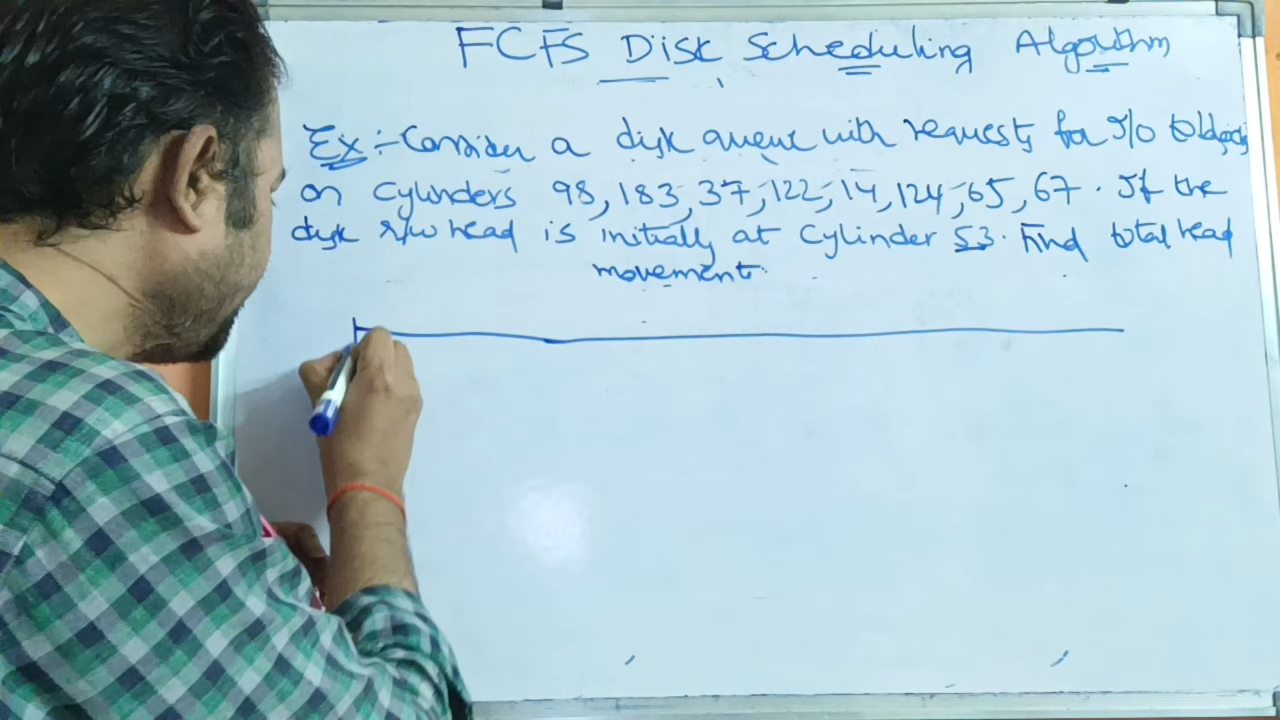 FCFS Disk Scheduling Algorithm
Ex:- Consider a disk queue with requests for I/O to blocks
on cylinders 98, 183, 37, 122, 14, 124, 65, 67. If the
disk R/W head is initially at Cylinder 53. Find total head
movement.